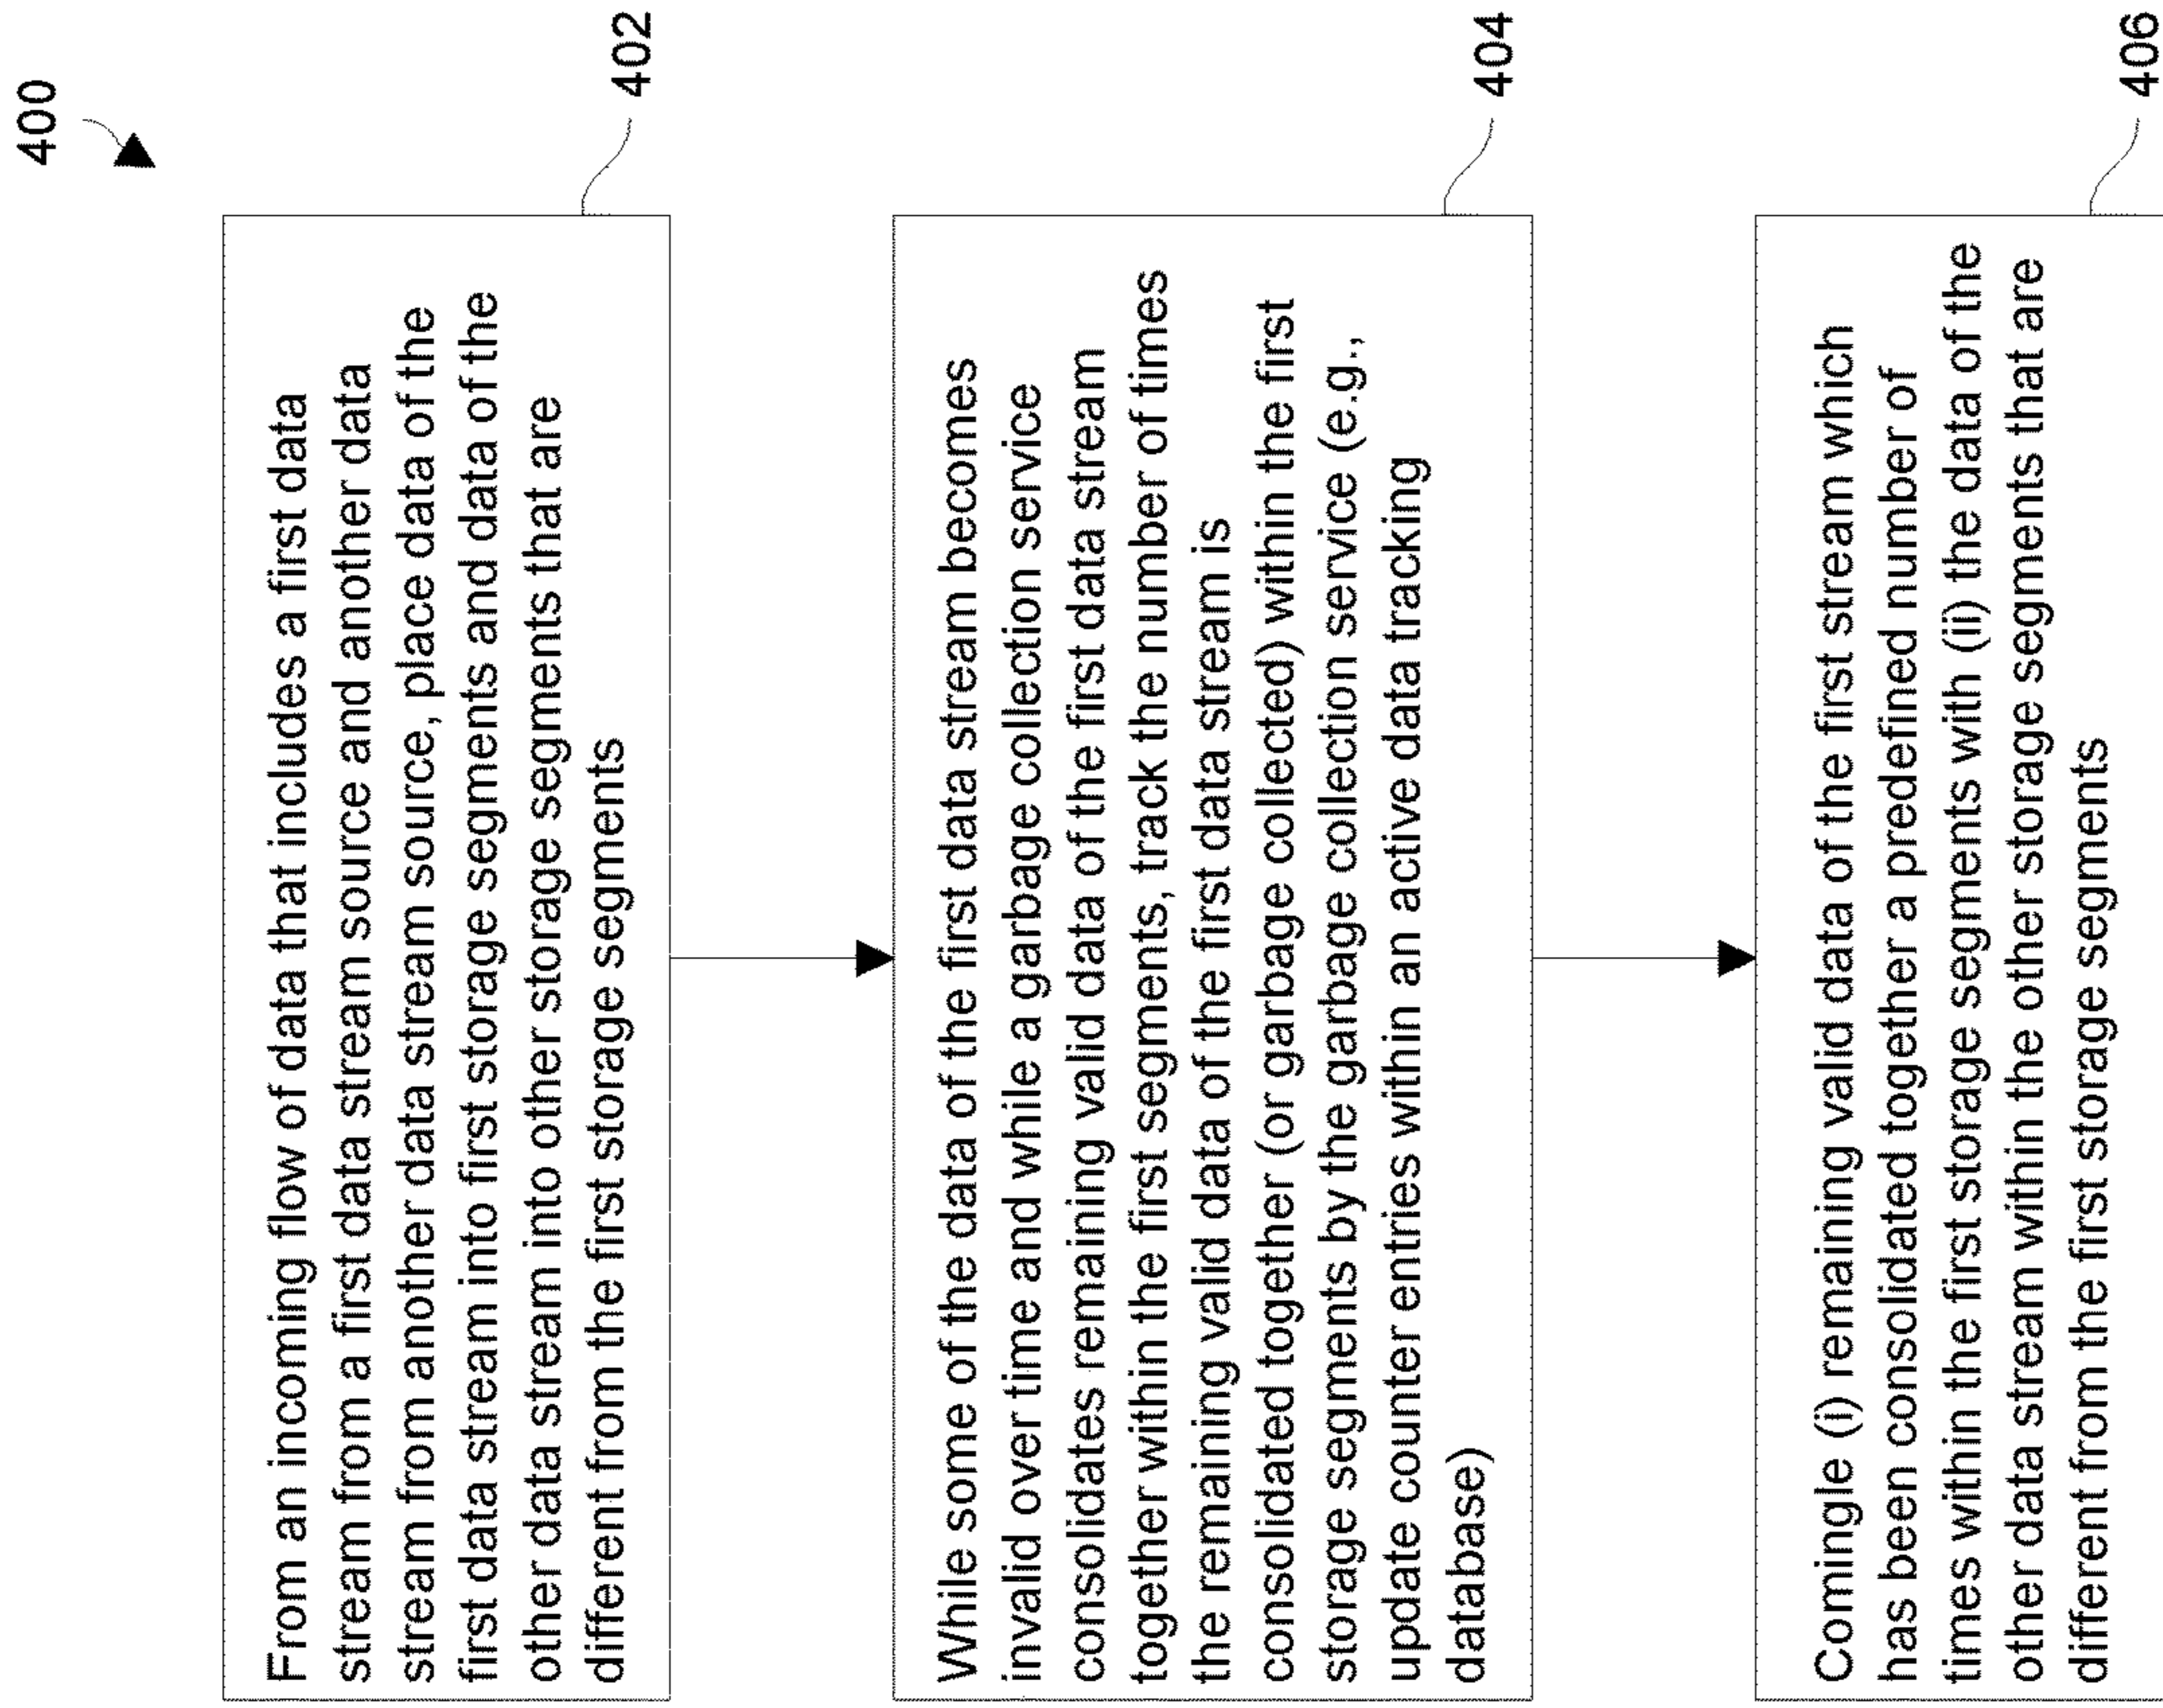 400
From an incoming flow of data that includes a first data
stream from a first data stream source and another data
stream from another data stream source, place data of the
first data stream into first storage segments and data of the
other data stream into other storage segments that are
different from the first storage segments
402
While some of the data of the first data stream becomes
invalid over time and while a garbage collection service
consolidates remaining valid data of the first data stream
together within the first segments, track the number of times
the remaining valid data of the first data stream is
consolidated together (or garbage collected) within the first
storage segments by the garbage collection service (e.g.,
update counter entries within an active data tracking
database)
404
Comingle (i) remaining valid data of the first stream which
has been consolidated together a predefined number of
times within the first storage segments with (ii) the data of the
other data stream within the other storage segments that are
different from the first storage segments
406